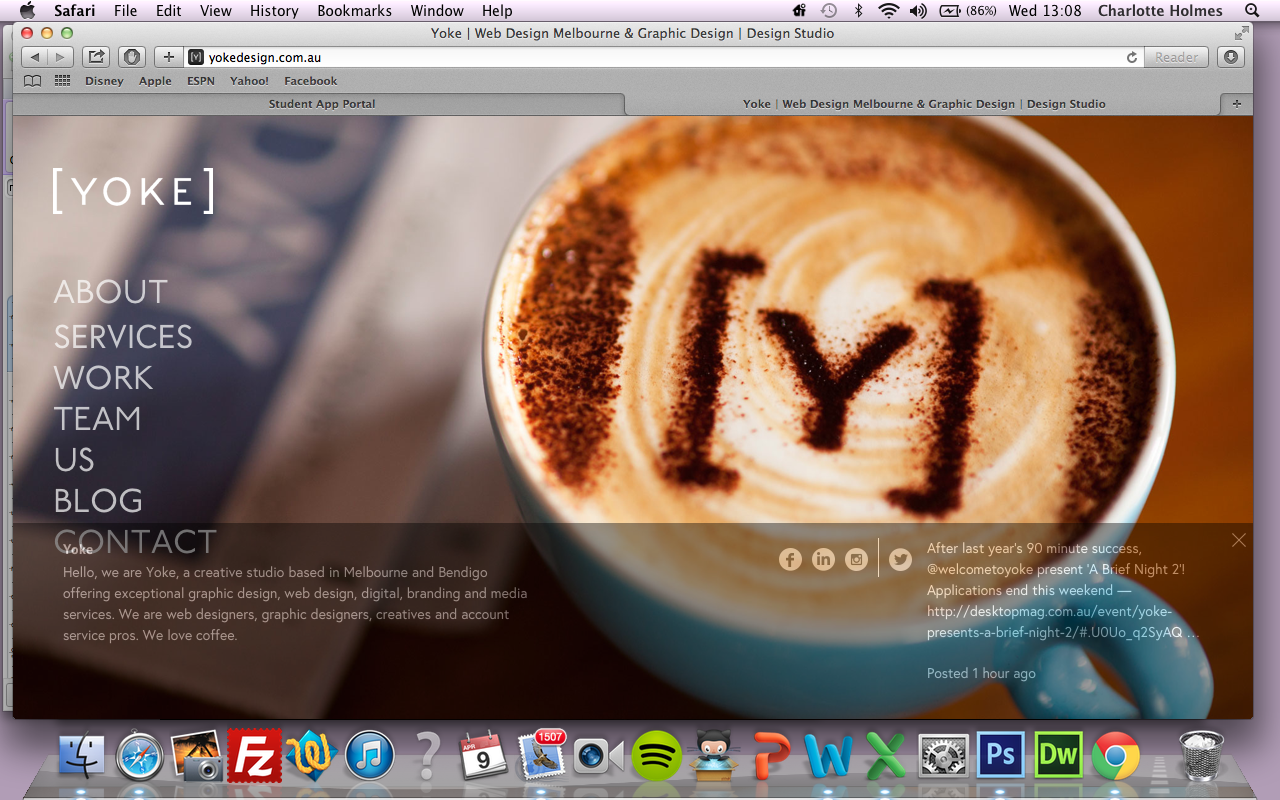 Safari File Edit View History Bookmarks Window Help (86%) Wed 13:08 Charlotte Holmes
Yoke | Web Design Melbourne & Graphic Design | Design Studio
yokedesign.com.au Reader
Disney Apple ESPN Yahoo! Facebook
Student App Portal Yoke | Web Design Melbourne & Graphic Design | Design Studio
[YOKE]
ABOUT
SERVICES
WORK
TEAM
US
BLOG
CONTACT
[Y]
Yoke
Hello, we are Yoke, a creative studio based in Melbourne and Bendigo
offering exceptional graphic design, web design, digital, branding and media
services. We are web designers, graphic designers, creatives and account
service pros. We love coffee.
After last year's 90 minute success,
@welcometoyoke present 'A Brief Night 2'!
Applications end this weekend —
http://desktopmag.com.au/event/yoke-
presents-a-brief-night-2/#.U0Uo_q2SyAQ …
Posted 1 hour ago
Fz
?
APR
9
1507
P
W
X
Ps
Dw